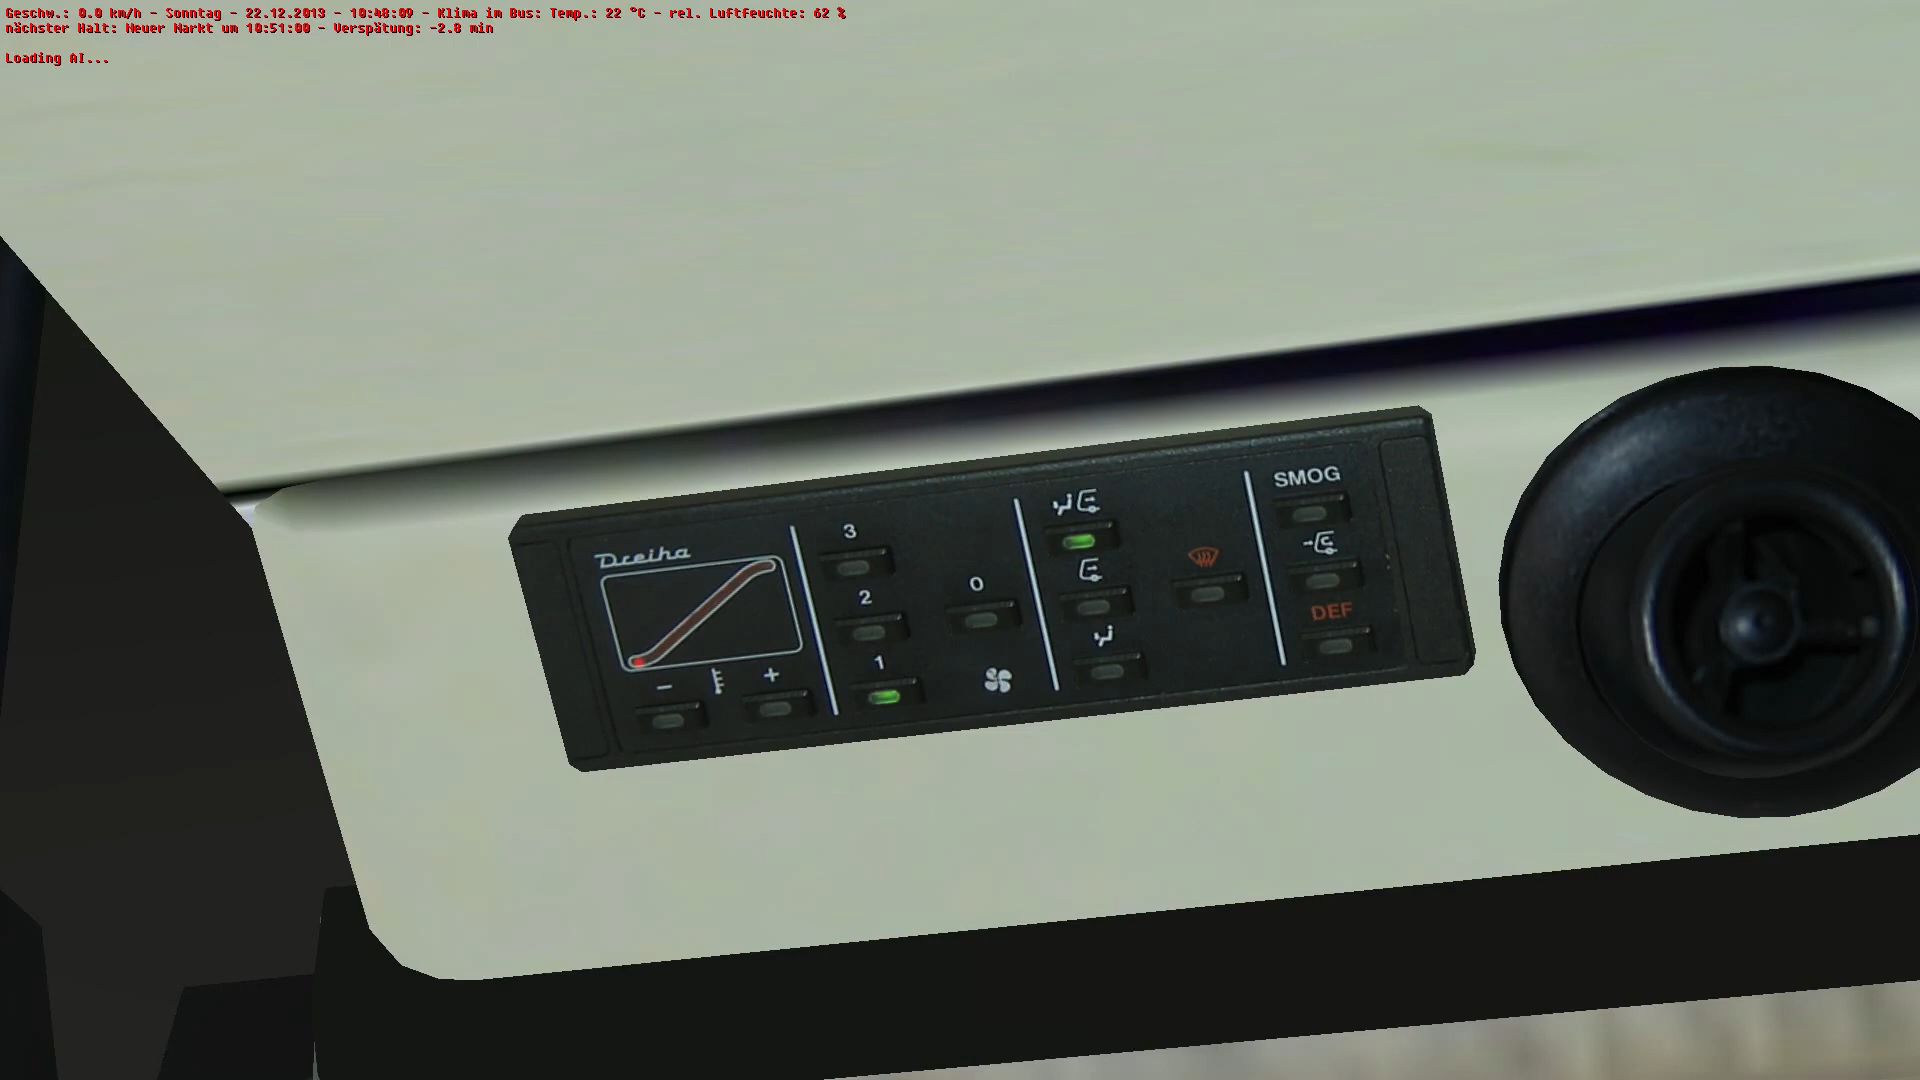 Geschw.: 0.0 km/h - Sonntag - 22.12.2013 - 10:48:09 - Klima im Bus: Temp.: 22 °C - rel. Luftfeuchte: 62 %
nächster Halt: Neuer Markt um 10:51:00 - Verspätung: -2.8 min
Loading AI...
Dreiha
- +
3
2
1
0
SMOG
DEF